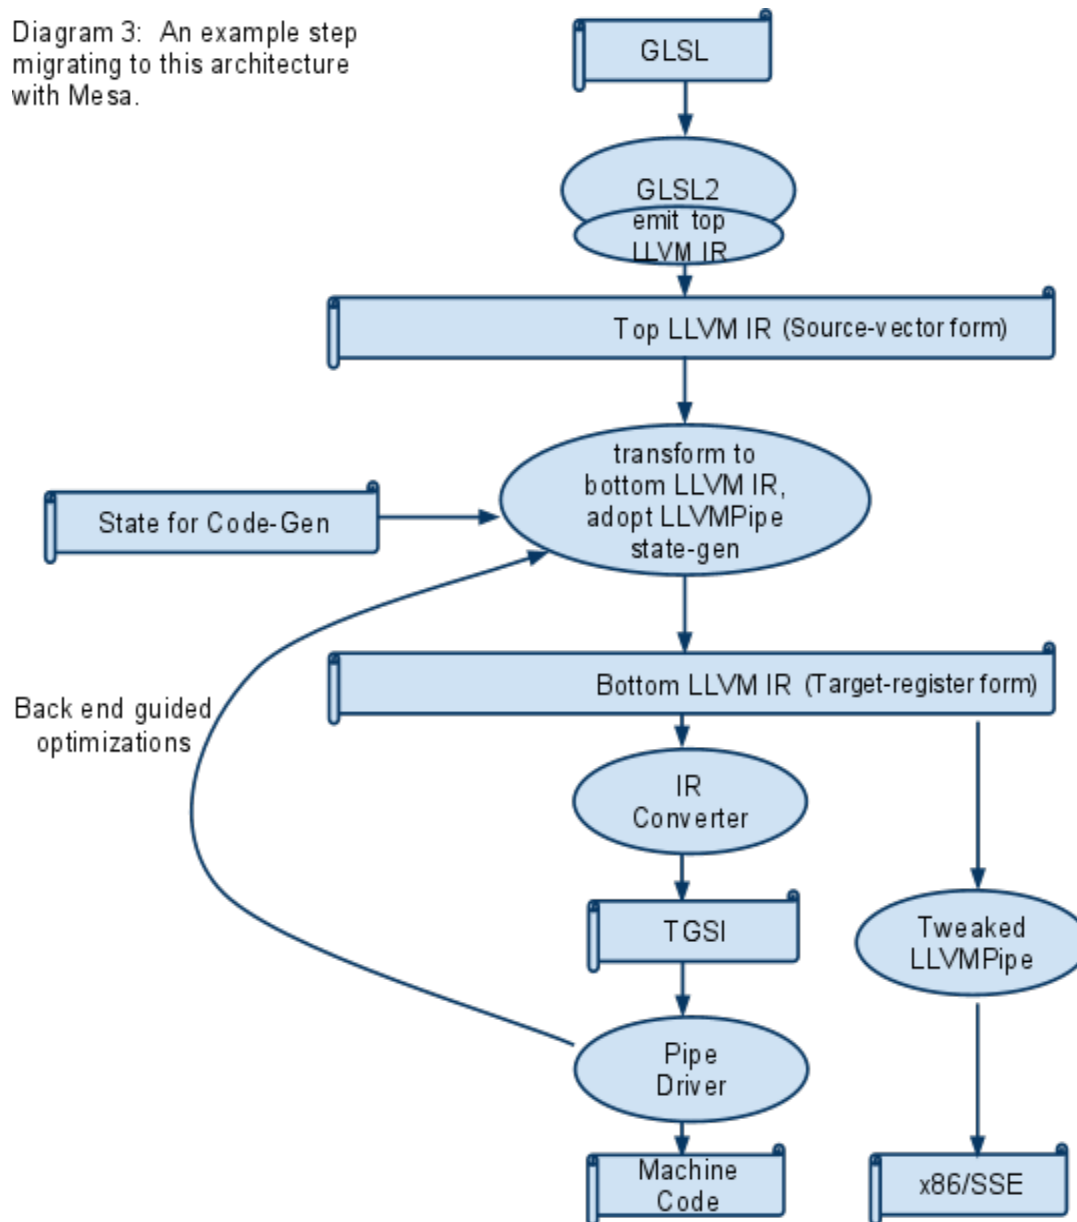 Diagram 3:  An example step
migrating to this architecture
with Mesa.
GLSL
GLSL2
emit top
LLVM IR
Top LLVM IR (Source-vector form)
transform to
bottom LLVM IR,
adopt LLVMPipe
state-gen
State for Code-Gen
Bottom LLVM IR (Target-register form)
Back end guided
optimizations
IR
Converter
TGSI
Tweaked
LLVMPipe
Pipe
Driver
Machine
Code
x86/SSE